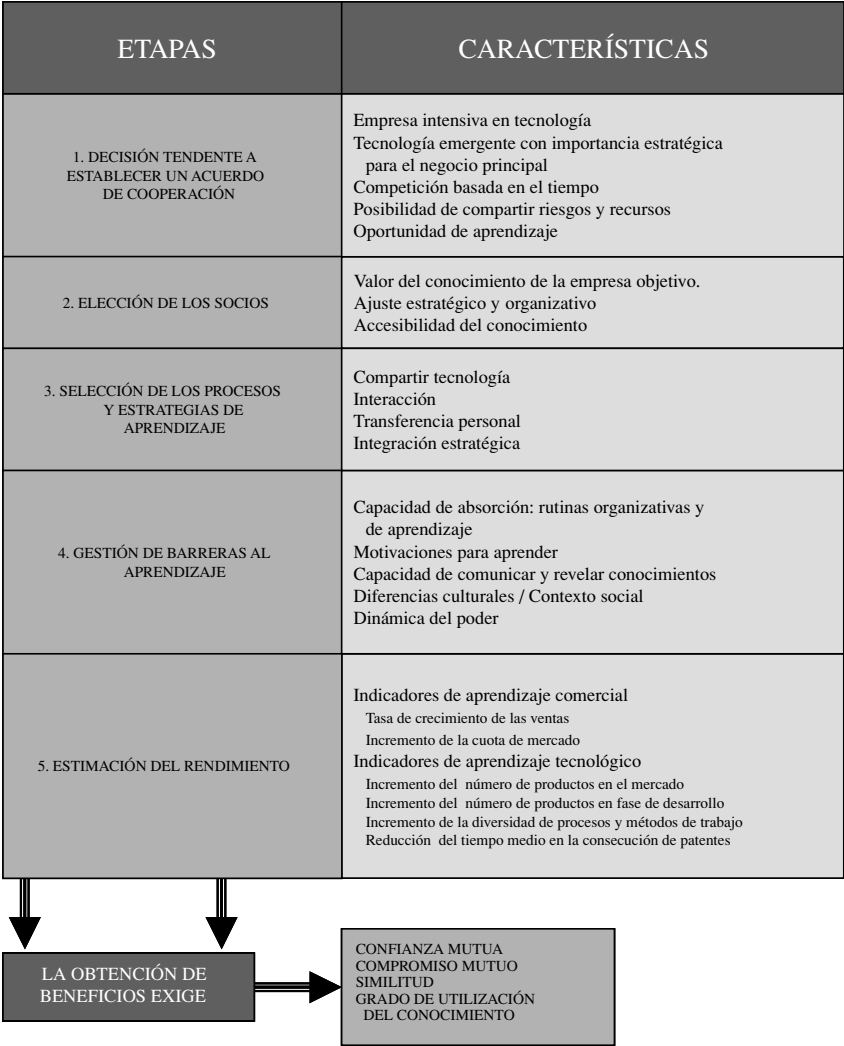 ETAPAS
CARACTERÍSTICAS
1. DECISIÓN TENDENTE A
ESTABLECER UN ACUERDO
DE COOPERACIÓN
Empresa intensiva en tecnología
Tecnología emergente con importancia estratégica
para el negocio principal
Competición basada en el tiempo
Posibilidad de compartir riesgos y recursos
Oportunidad de aprendizaje
2. ELECCIÓN DE LOS SOCIOS
Valor del conocimiento de la empresa objetivo.
Ajuste estratégico y organizativo
Accesibilidad del conocimiento
3. SELECCIÓN DE LOS PROCESOS
Y ESTRATEGIAS DE
APRENDIZAJE
Compartir tecnología
Interacción
Transferencia personal
Integración estratégica
4. GESTIÓN DE BARRERAS AL
APRENDIZAJE
Capacidad de absorción: rutinas organizativas y
de aprendizaje
Motivaciones para aprender
Capacidad de comunicar y revelar conocimientos
Diferencias culturales / Contexto social
Dinámica del poder
5. ESTIMACIÓN DEL RENDIMIENTO
Indicadores de aprendizaje comercial
Tasa de crecimiento de las ventas
Incremento de la cuota de mercado
Indicadores de aprendizaje tecnológico
Incremento del número de productos en el mercado
Incremento del número de productos en fase de desarrollo
Incremento de la diversidad de procesos y métodos de trabajo
Reducción del tiempo medio en la consecución de patentes
LA OBTENCIÓN DE
BENEFICIOS EXIGE
CONFIANZA MUTUA
COMPROMISO MUTUO
SIMILITUD
GRADO DE UTILIZACIÓN
DEL CONOCIMIENTO